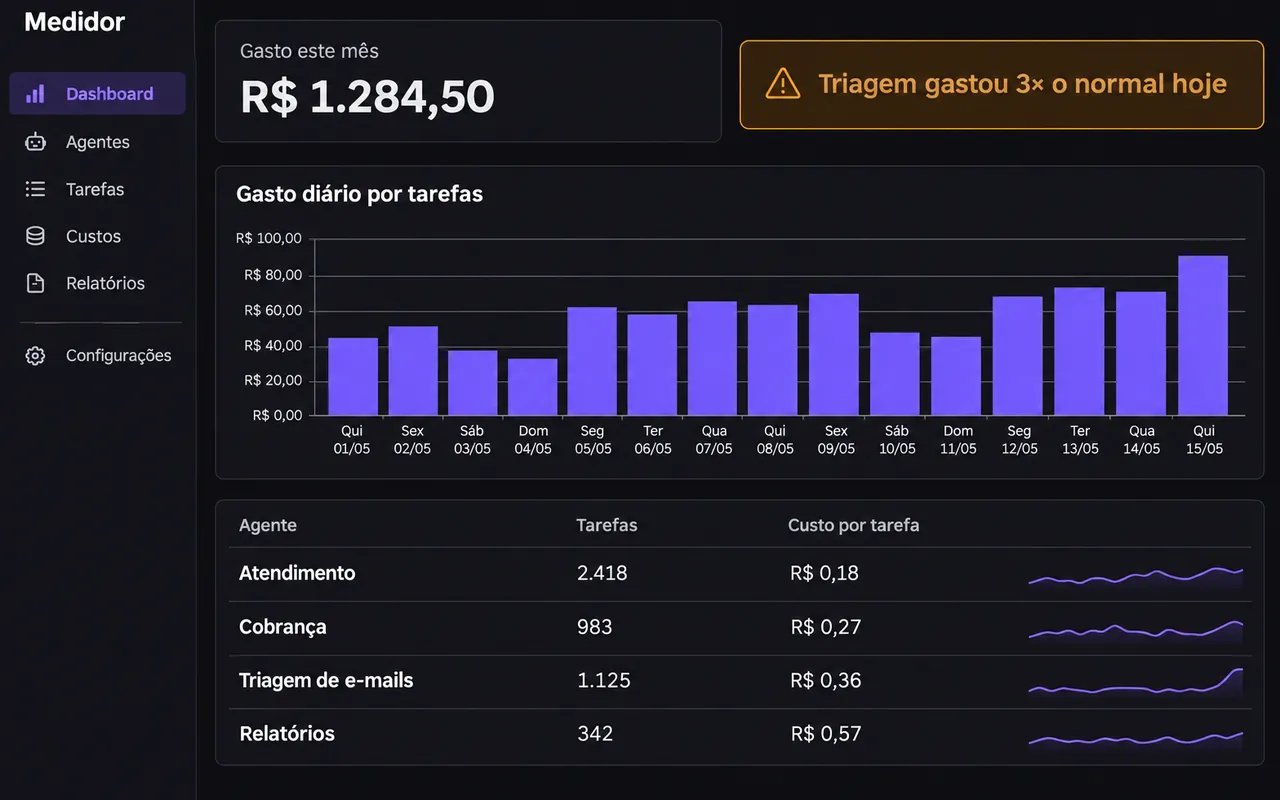 Medidor
Dashboard
Agentes
Tarefas
Custos
Relatórios
Configurações
Gasto este mês
R$ 1.284,50
Triagem gastou 3× o normal hoje
Gasto diário por tarefas
R$ 100,00
R$ 80,00
R$ 60,00
R$ 40,00
R$ 20,00
R$ 0,00
Qui Sex Sáb Dom Seg Ter Qua Qui Sex Sáb Dom Seg Ter Qua Qui
01/05 02/05 03/05 04/05 05/05 06/05 07/05 08/05 09/05 10/05 11/05 12/05 13/05 14/05 15/05
Agente Tarefas Custo por tarefa
Atendimento 2.418 R$ 0,18
Cobrança 983 R$ 0,27
Triagem de e-mails 1.125 R$ 0,36
Relatórios 342 R$ 0,57